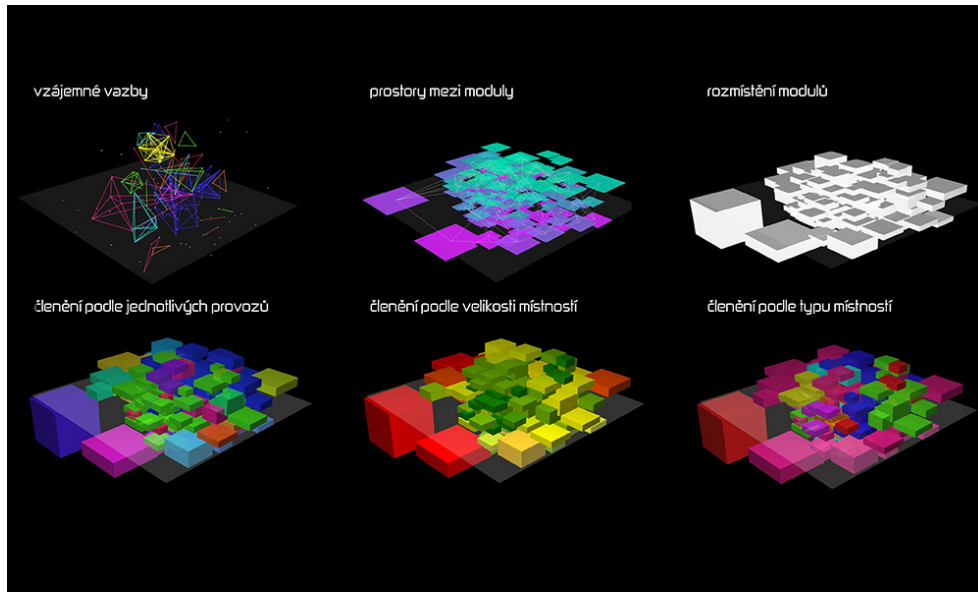 vzájemné vazby
prostory mezi moduly
rozmístění modulů
členění podle jednotlivých provozů
členění podle velikosti místností
členění podle typu místností